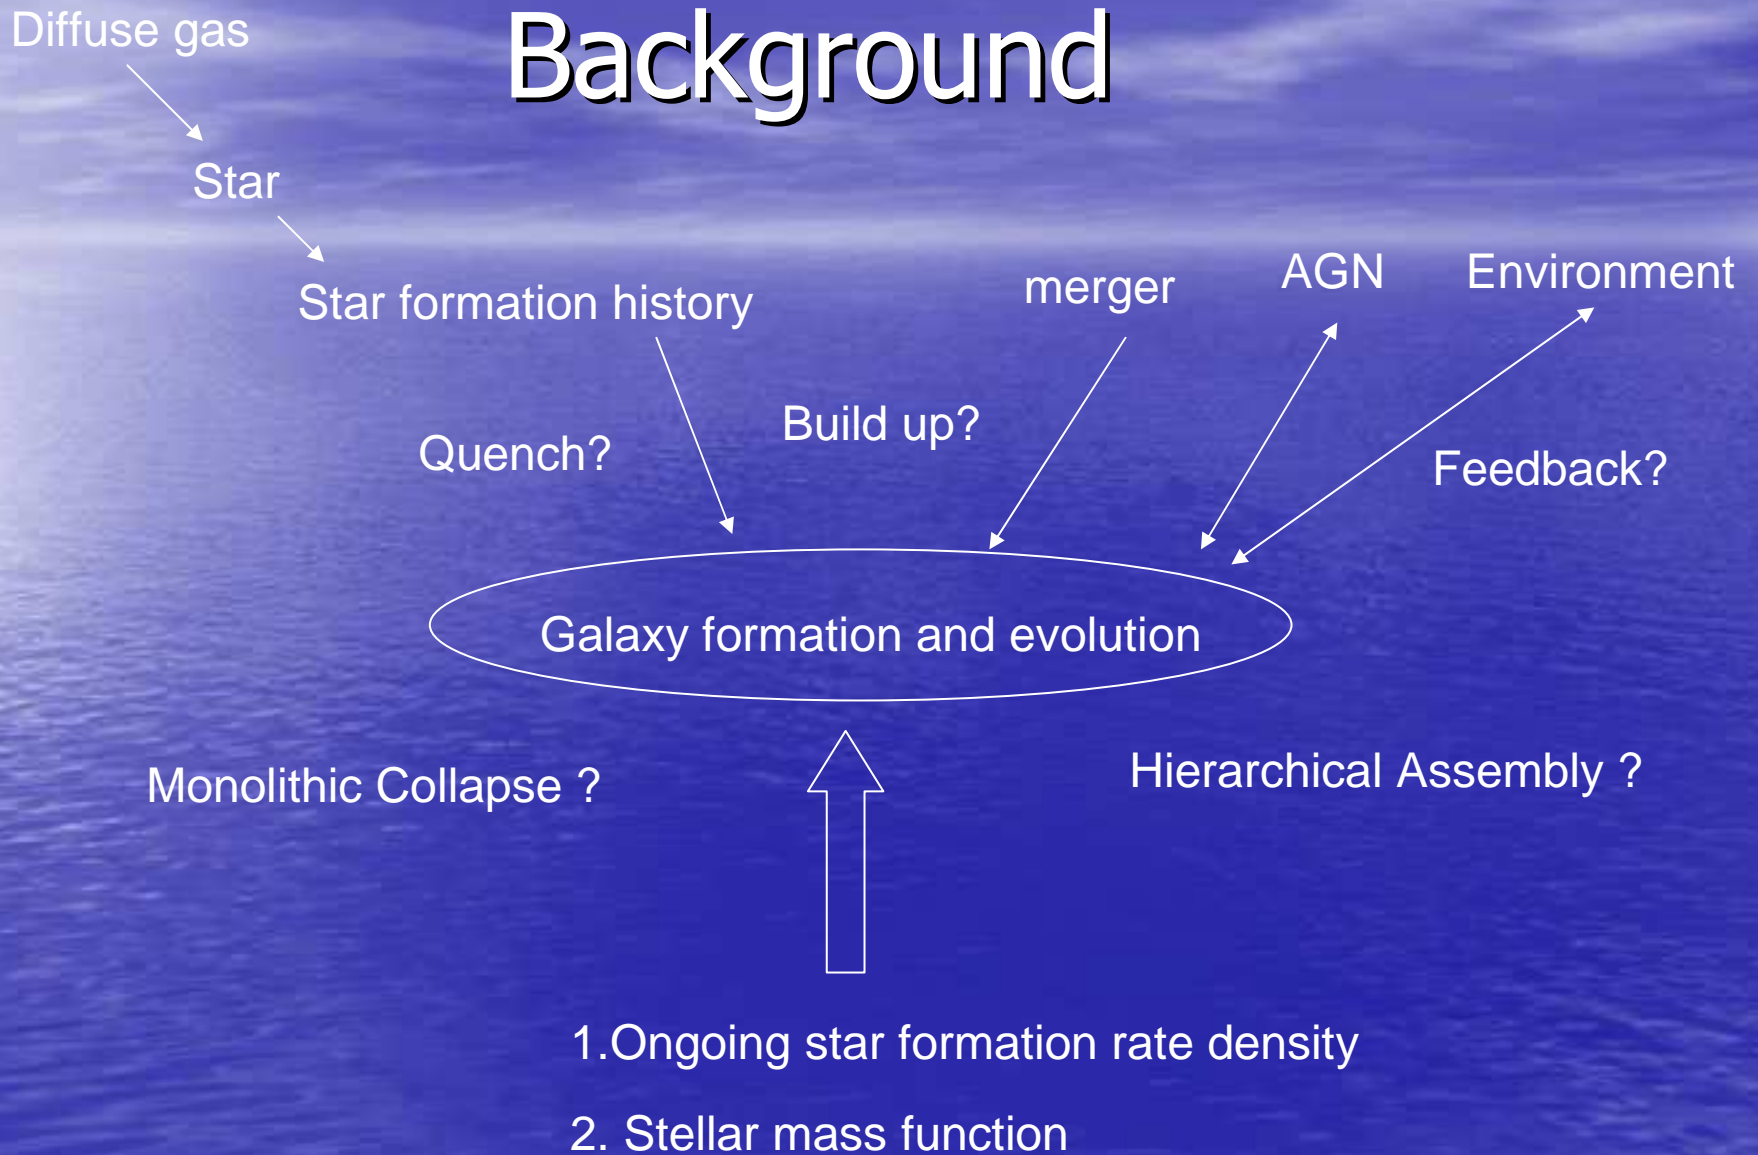 Background
Diffuse gas
Star
Star formation history
merger
AGN
Environment
Quench?
Build up?
Feedback?
Galaxy formation and evolution
Monolithic Collapse ?
Hierarchical Assembly ?
1.Ongoing star formation rate density
2. Stellar mass function